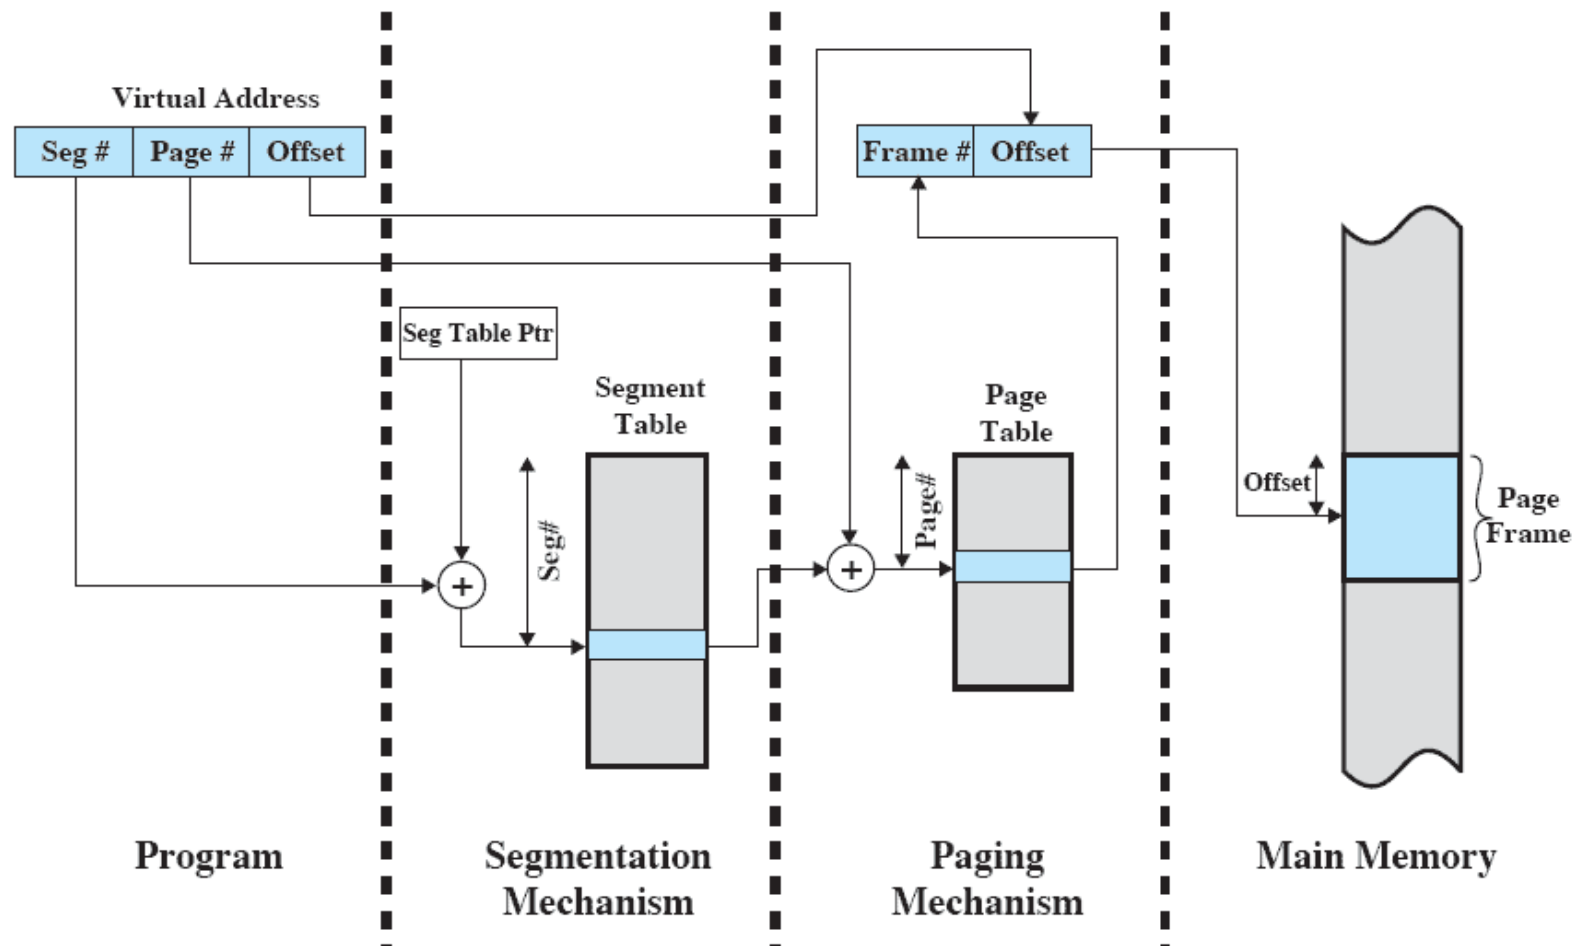 Virtual Address
Seg #
Page #
Offset
Frame #
Offset
Seg Table Ptr
Segment
Table
Page
Table
Seg#
Page#
Offset
Page
Frame
Program
Segmentation
Mechanism
Paging
Mechanism
Main Memory
+
+